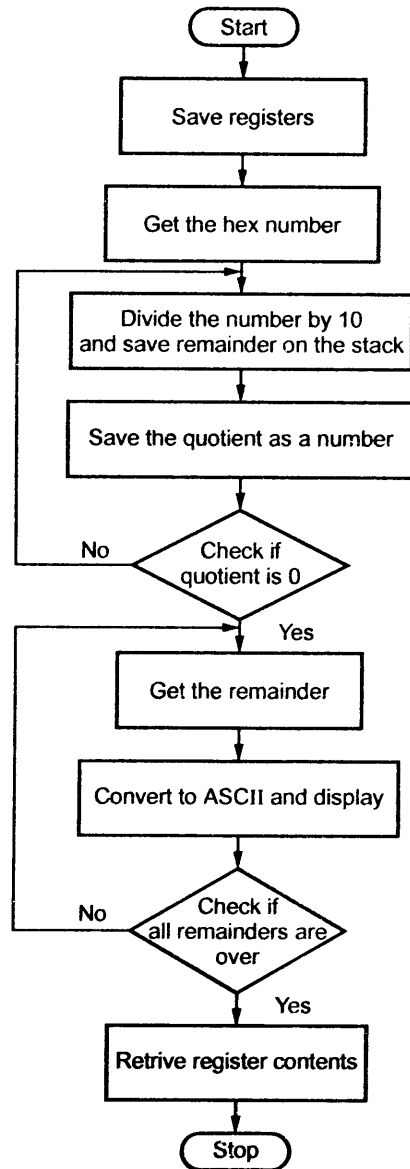 Start
Save registers
Get the hex number
Divide the number by 10
and save remainder on the stack
Save the quotient as a number
No
Check if
quotient is 0
Yes
Get the remainder
Convert to ASCII and display
No
Check if
all remainders are
over
Yes
Retrive register contents
Stop